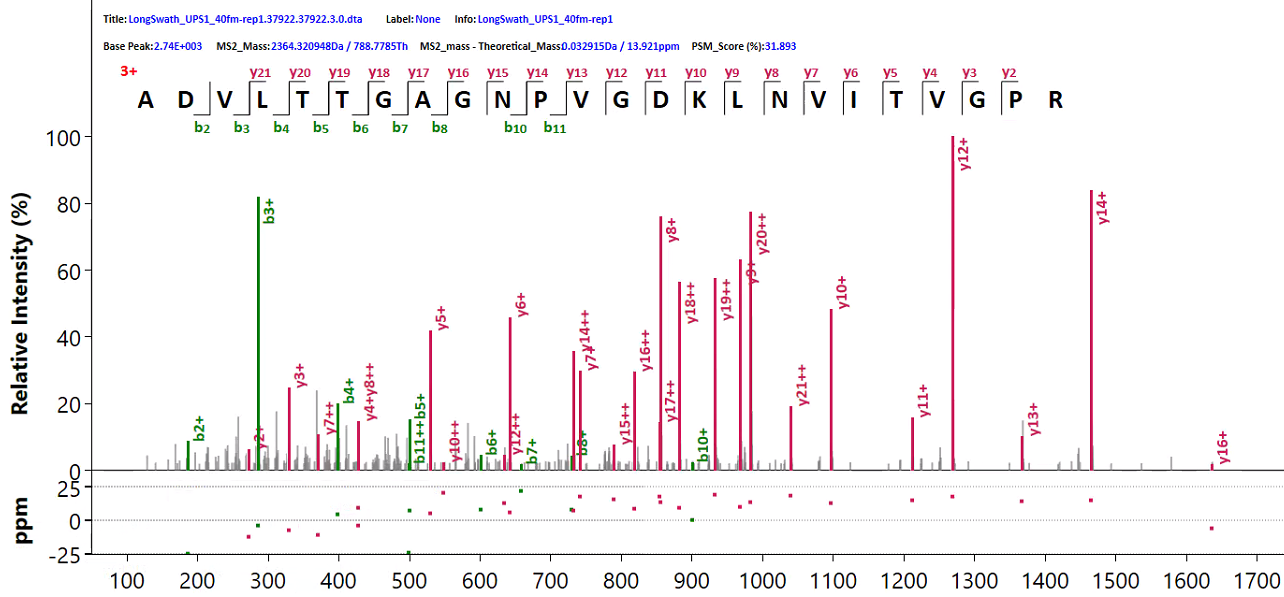 Title: LongSwath_UPS1_40fm-rep1.37922.37922.3.0.dta Label: None Info: LongSwath_UPS1_40fm-rep1
Base Peak: 2.74E+003 MS2_Mass: 2364.320948Da / 788.7785Th MS2_mass - Theoretical_Mass: 0.032915Da / 13.921ppm PSM_Score (%): 31.893
3+
y21 y20 y19 y18 y17 y16 y15 y14 y13 y12 y11 y10 y9 y8 y7 y6 y5 y4 y3 y2
A D V L T T G A G N P V G D K L N V I T V G P R
b2 b3 b4 b5 b6 b7 b8 b10 b11
Relative Intensity (%)
100
80
60
40
20
0
b2+
b3+
y2+
y3+
y7++
b4+
y4+y8++
b11++b5+
y5+
y10++
b6+
y12++
y6+
b7+
b8+
y14++
y7+
y15++
y16++
y17++
y8+
y18++
b10+
y19++
y9+
y20++
y21++
y10+
y11+
y12+
y13+
y14+
y16+
ppm
25
0
-25
100 200 300 400 500 600 700 800 900 1000 1100 1200 1300 1400 1500 1600 1700